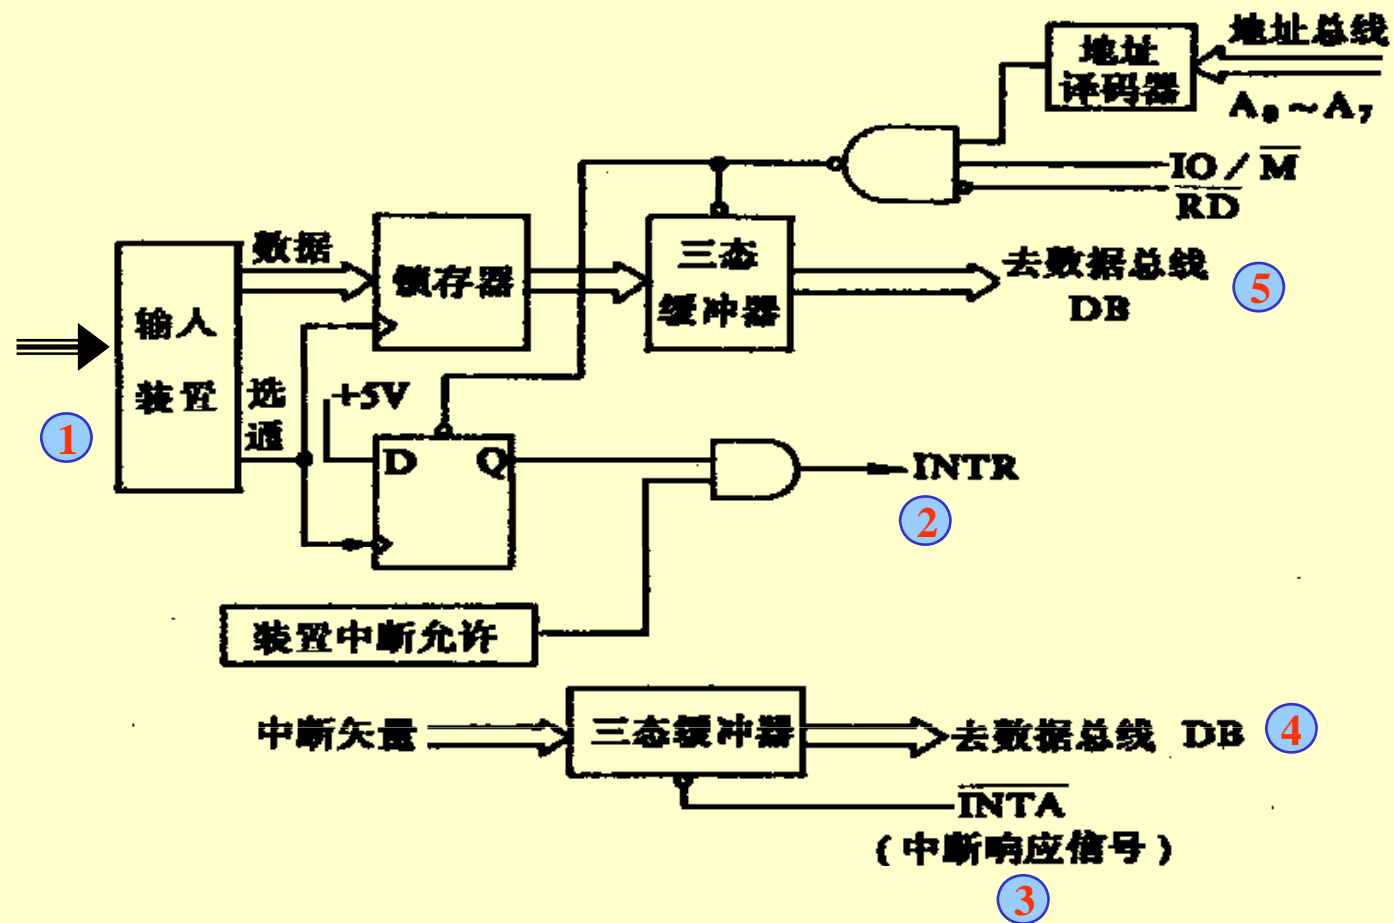 地址总线
地址
译码器
A₀～A₇
IO / M̅
R̅D̅
数据
锁存器
三态
缓冲器
去数据总线
DB
5
输入
装置
选
通
1
+5V
D
Q
INTR
2
装置中断允许
中断矢量
三态缓冲器
去数据总线 DB
4
I̅N̅T̅A̅
(中断响应信号)
3